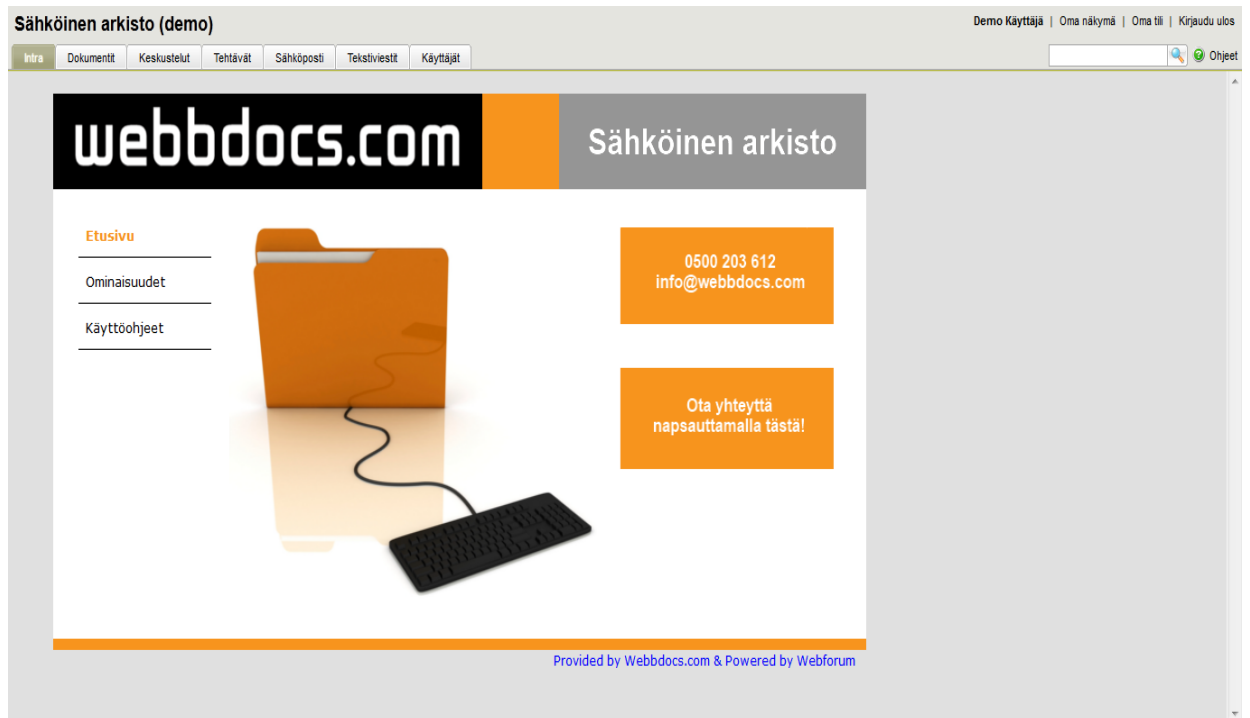 Sähköinen arkisto (demo)
Demo Käyttäjä | Oma näkymä | Oma tili | Kirjaudu ulos
Intra Dokumentit Keskustelut Tehtävät Sähköposti Tekstiviestit Käyttäjät
Ohjeet
webbdocs.com
Sähköinen arkisto
Etusivu
Ominaisuudet
Käyttöohjeet
0500 203 612
info@webbdocs.com
Ota yhteyttä
napsauttamalla tästä!
Provided by Webbdocs.com & Powered by Webforum